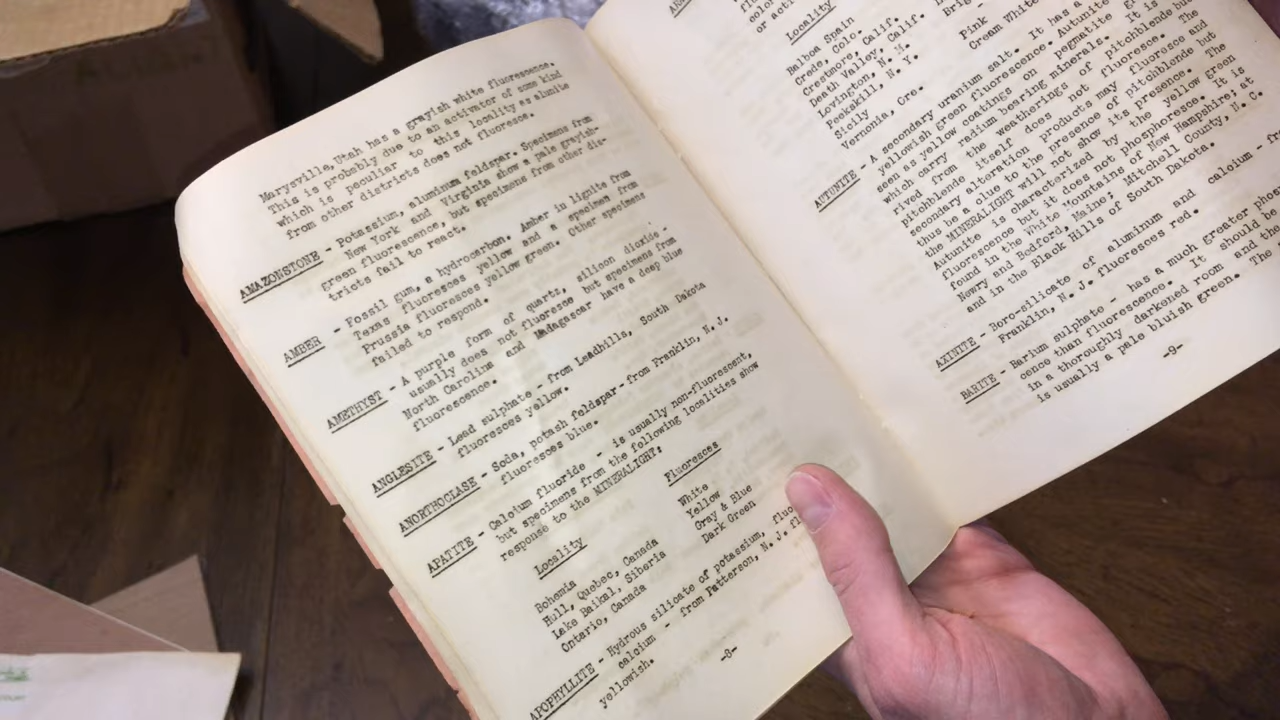 Marysville, Utah has a grayish white fluorescence.
This is probably due to an activator of some kind
which is peculiar to this locality as alunite
from other districts does not fluoresce.
AMAZONSTONE - Potassium, aluminum feldspar. Specimens from
New York and Virginia show a pale grayish-
green fluorescence, but specimens from other dis-
tricts fail to react.
AMBER - Fossil gum, a hydrocarbon. Amber in lignite from
Texas fluoresces yellow and a specimen from
Prussia fluoresces yellow green. Other specimens
failed to respond.
AMETHYST - A purple form of quartz, silicon dioxide -
usually does not fluoresce but specimens from
North Carolina and Madagascar have a deep blue
fluorescence.
ANGLESITE - Lead sulphate - from Leadhills, South Dakota
fluoresces yellow.
ANORTHOCLASE - Soda, potash feldspar - from Franklin, N.J.
fluoresces blue.
APATITE - Calcium fluoride - is usually non-fluorescent,
but specimens from the following localities show
response to the MINERALIGHT:
Locality Fluoresces
Bohemia White
Hull, Quebec, Canada Yellow
Lake Baikal, Siberia Gray & Blue
Ontario, Canada Dark Green
APOPHYLLITE - Hydrous silicate of potassium,
calcium - from Patterson, N.J.
yellowish.
-8-
or
Locality
Balboa Spain
Crede, Colo.
Crestmore, Calif.
Death Valley, Calif. Pink
Lovington, N. M. Cream White
Peekskill, N. Y.
Sicily
Vernonia, Ore.
AUTUNITE - A secondary uranium salt. It has a
yellowish green fluorescence. Autunite
seen as yellow coatings on pegmatite
which carry radium bearing minerals. It is
rived from the weatherings of pitchblende but
pitchblende itself does not fluoresce. The
secondary alteration products may fluoresce and
thus be a clue to the presence of pitchblende but
the MINERALIGHT will not show its presence. The
Autunite is characterized by the yellow green
fluorescence but it does not phosphoresce. It is
found in the White Mountains of New Hampshire; at
Newry and Bedford, Maine; Mitchell County, N. C.
and in the Black Hills of South Dakota.
AXINITE - Boro-silicate of aluminum and calcium -
Franklin, N. J. fluoresces red.
BARITE - Barium sulphate - has a much greater
cence than fluorescence. It should be
in a thoroughly darkened room and the
is usually a pale bluish green. The
-9-